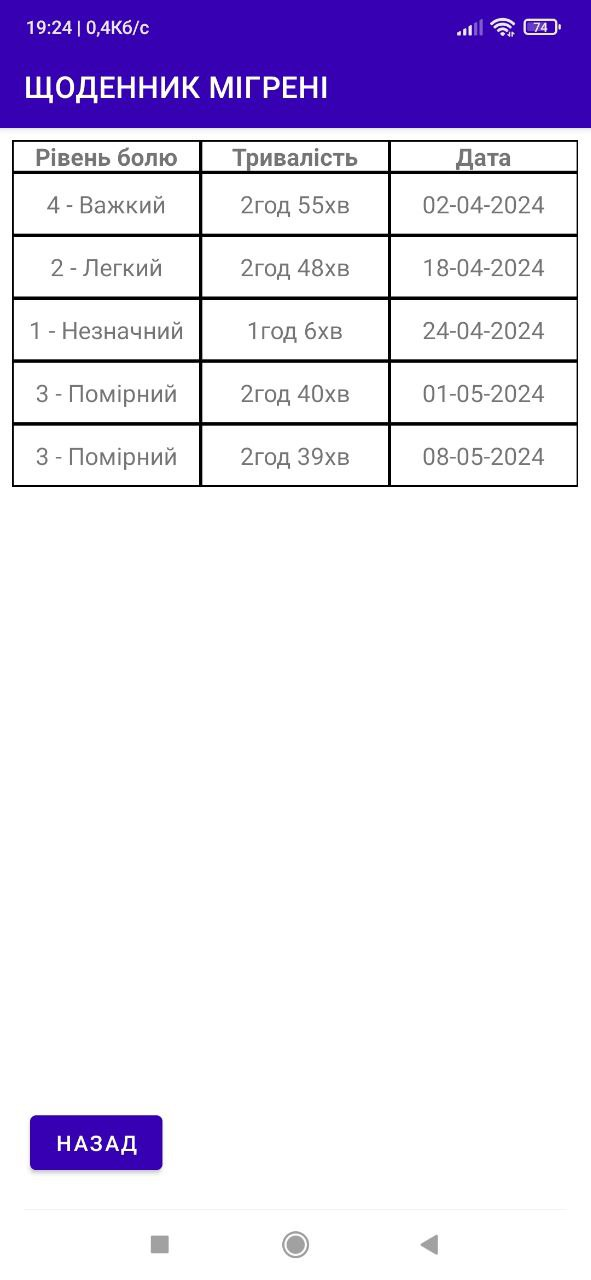 19:24 | 0,4Кб/с 74
ЩОДЕННИК МІГРЕНІ
Рівень болю Тривалість Дата
4 - Важкий 2год 55хв 02-04-2024
2 - Легкий 2год 48хв 18-04-2024
1 - Незначний 1год 6хв 24-04-2024
3 - Помірний 2год 40хв 01-05-2024
3 - Помірний 2год 39хв 08-05-2024
НАЗАД